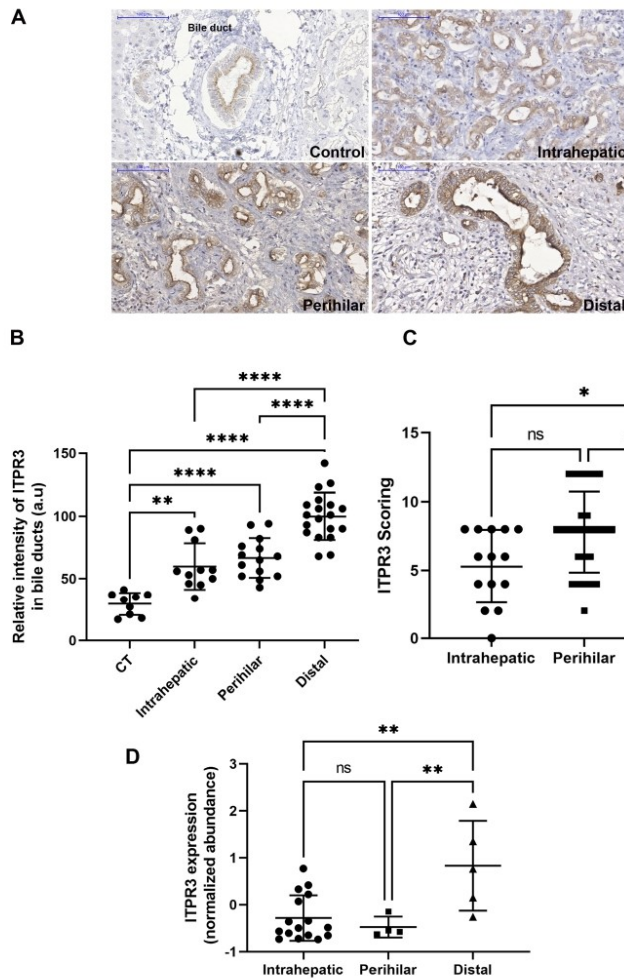 A
Bile duct
Control
Intrahepatic
Perihilar
Distal
B
****
****
****
****
**
150
100
50
0
Relative intensity of ITPR3
in bile ducts (a.u)
CT
Intrahepatic
Perihilar
Distal
C
*
ns
15
10
5
0
ITPR3 Scoring
Intrahepatic
Perihilar
D
**
ns
**
3
2
1
0
-1
ITPR3 expression
(normalized abundance)
Intrahepatic
Perihilar
Distal